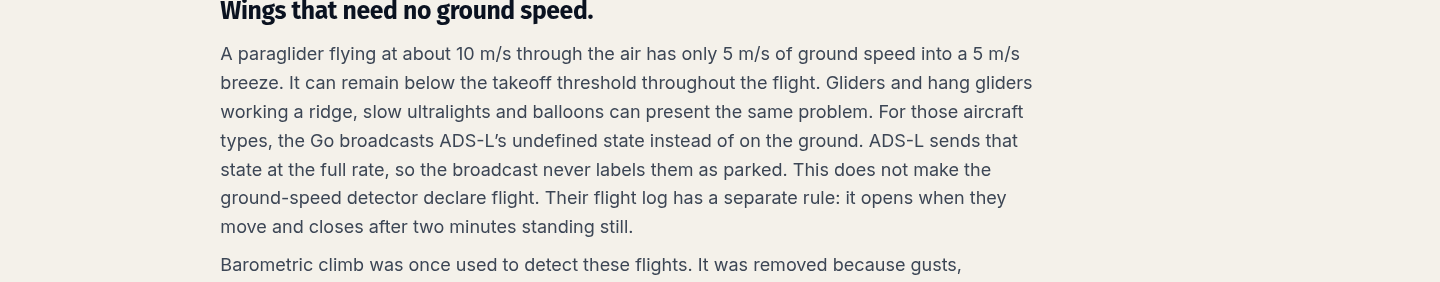 Wings that need no ground speed.
A paraglider flying at about 10 m/s through the air has only 5 m/s of ground speed into a 5 m/s
breeze. It can remain below the takeoff threshold throughout the flight. Gliders and hang gliders
working a ridge, slow ultralights and balloons can present the same problem. For those aircraft
types, the Go broadcasts ADS-L’s undefined state instead of on the ground. ADS-L sends that
state at the full rate, so the broadcast never labels them as parked. This does not make the
ground-speed detector declare flight. Their flight log has a separate rule: it opens when they
move and closes after two minutes standing still.
Barometric climb was once used to detect these flights. It was removed because gusts,